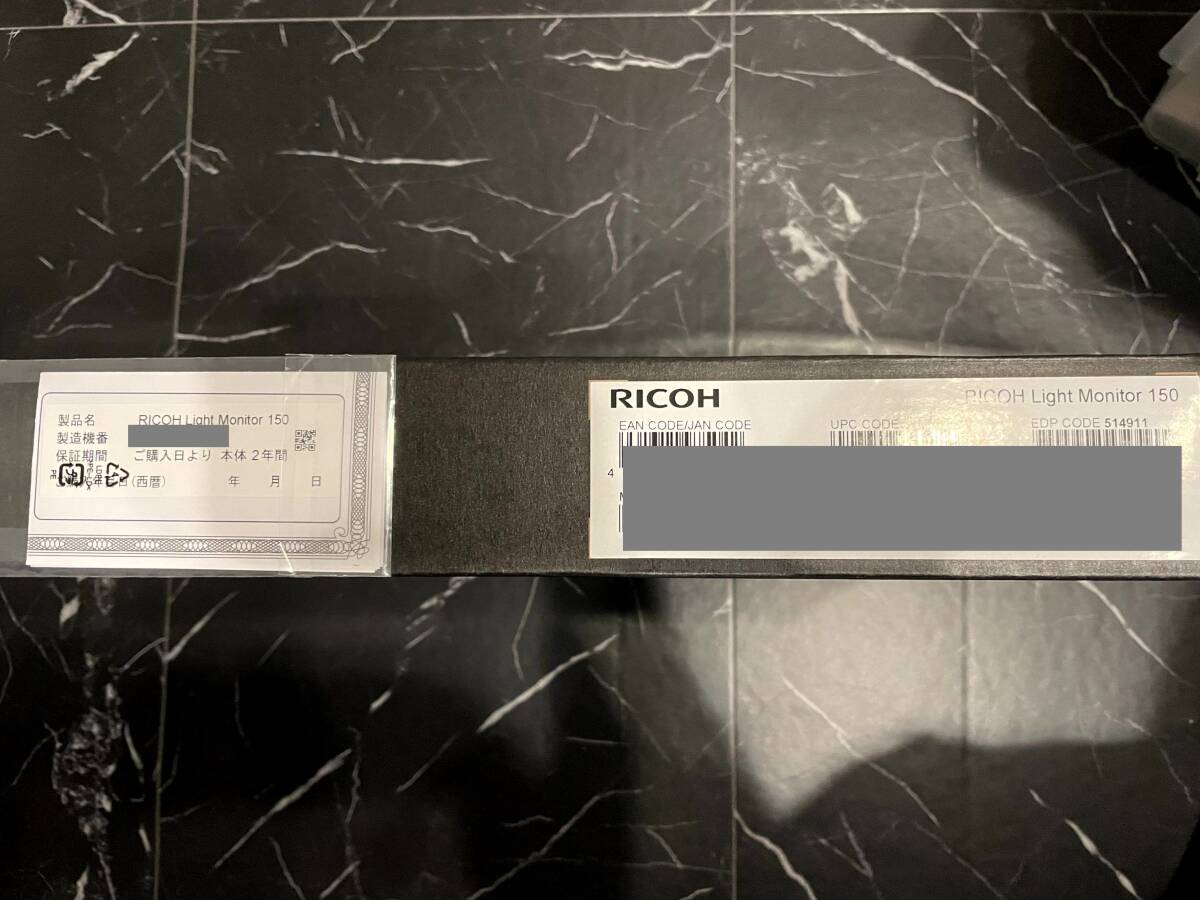 製品名 RICOH Light Monitor 150
製造機番
保証期間 ご購入日より 本体 2年間
(西暦) 年 月 日
PE
RICOH
RICOH Light Monitor 150
EAN CODE/JAN CODE
UPC CODE
EDP CODE 514911
4